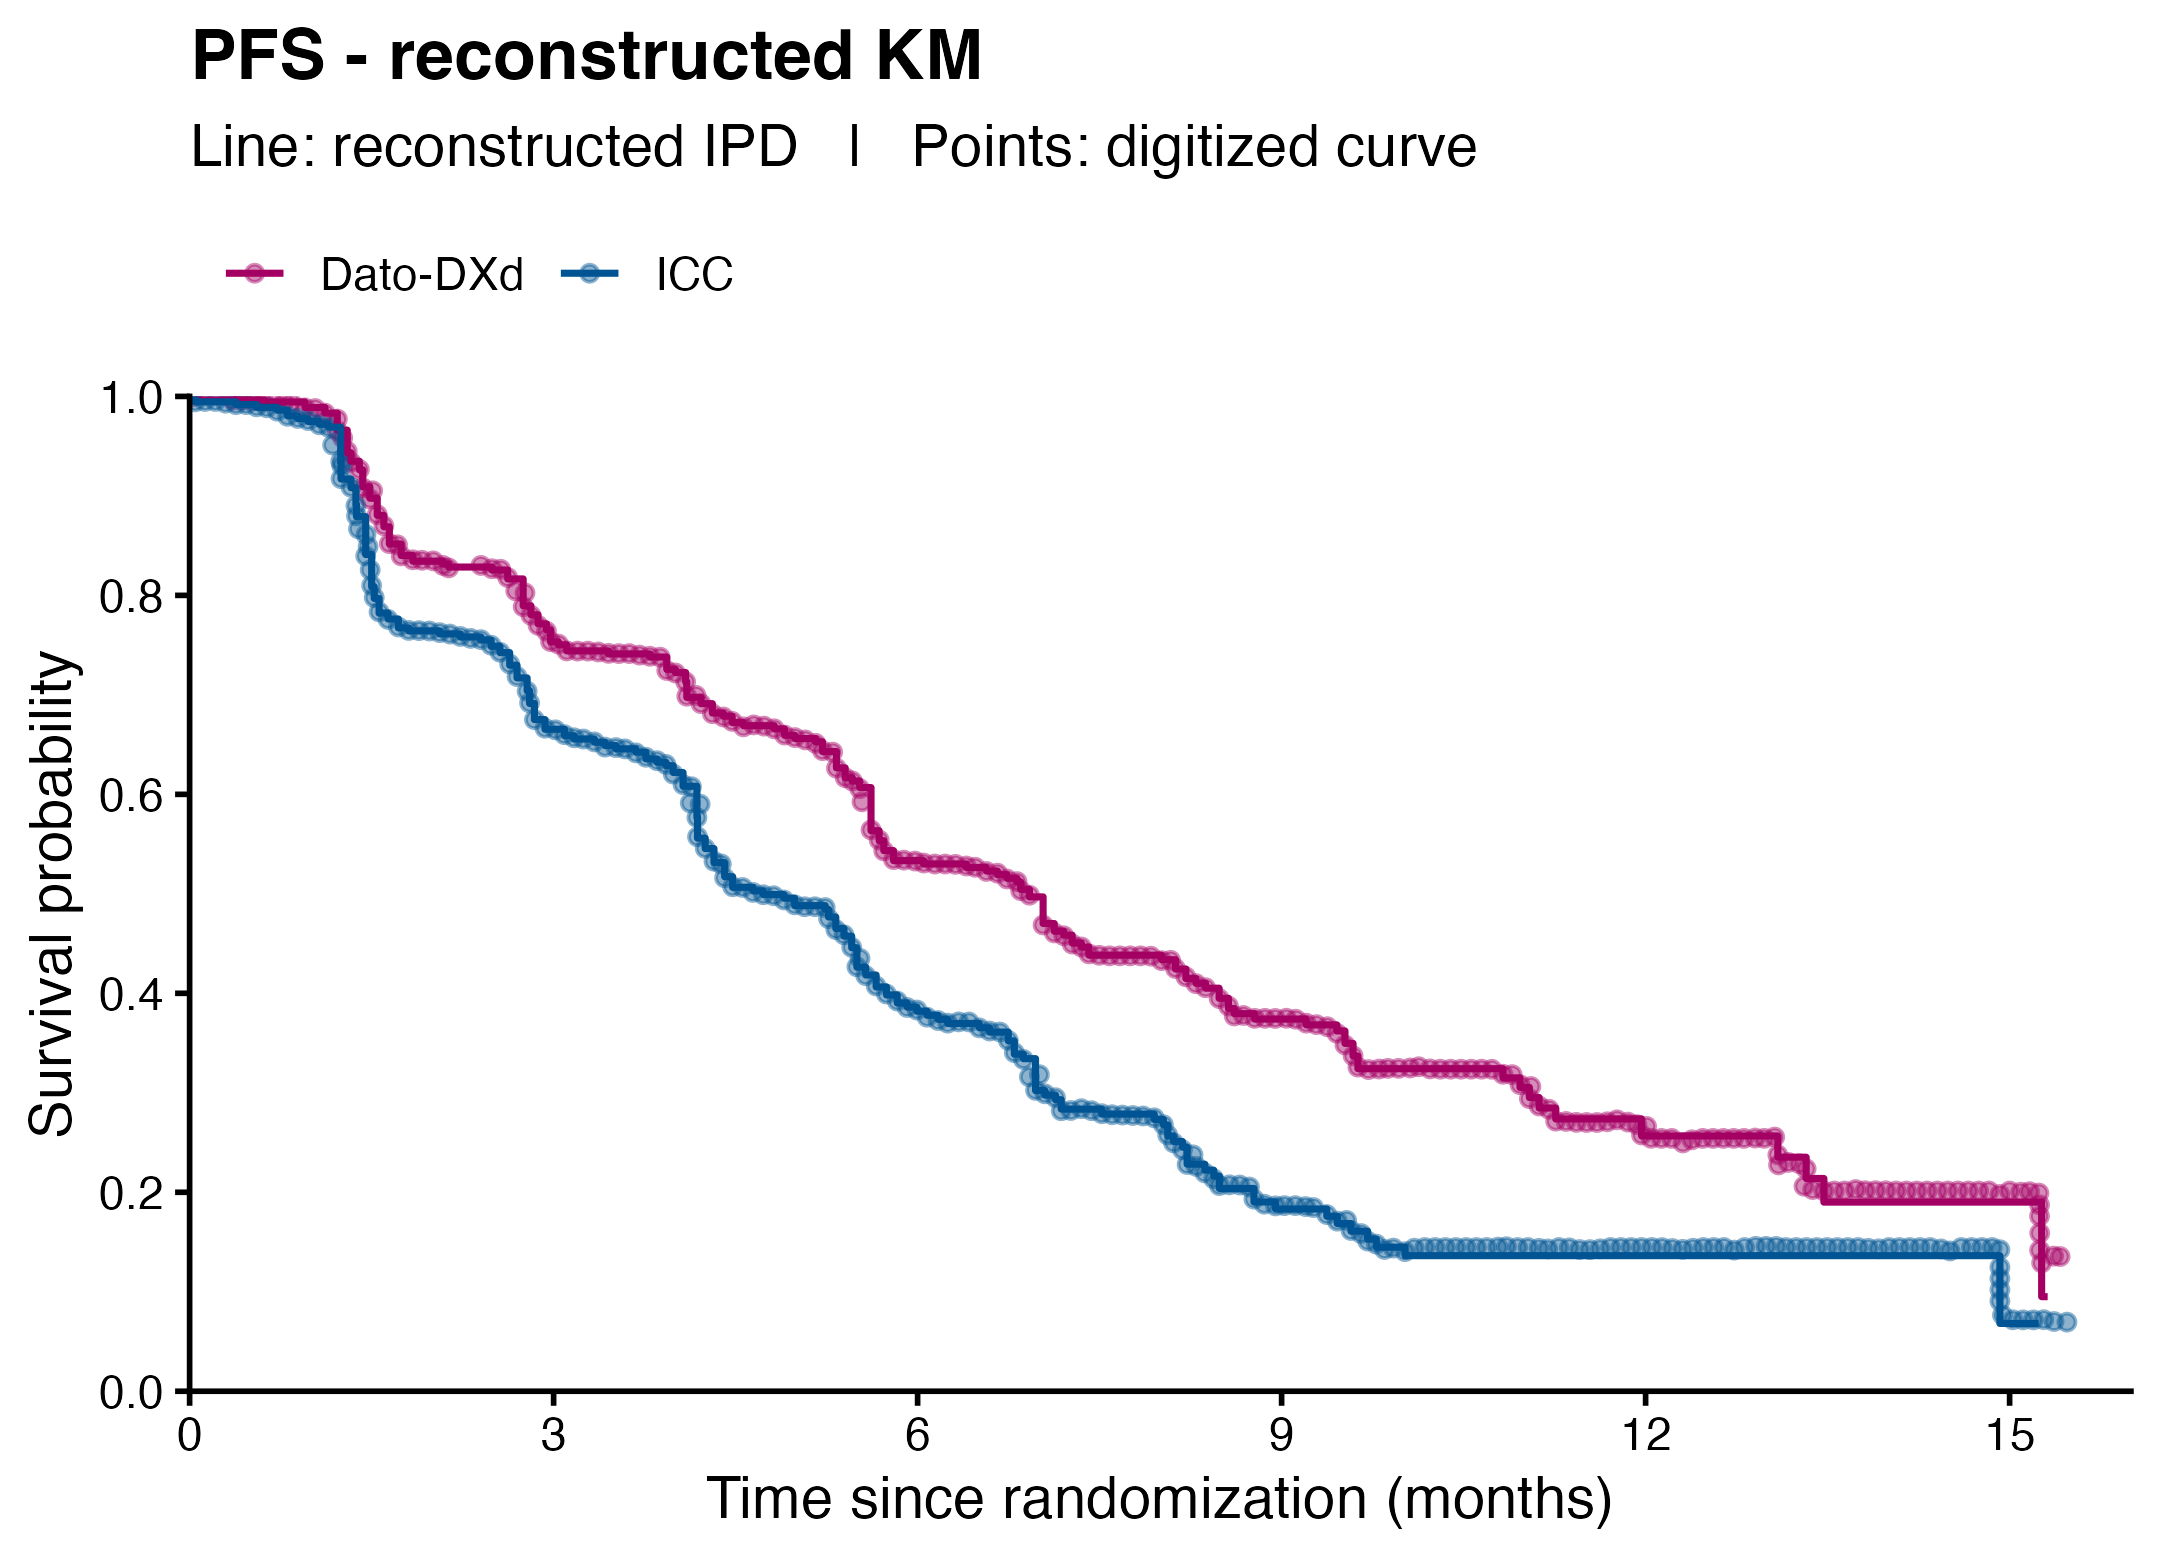 PFS - reconstructed KM
Line: reconstructed IPD | Points: digitized curve
Dato-DXd ICC
Survival probability
1.0
0.8
0.6
0.4
0.2
0.0
0 3 6 9 12 15
Time since randomization (months)